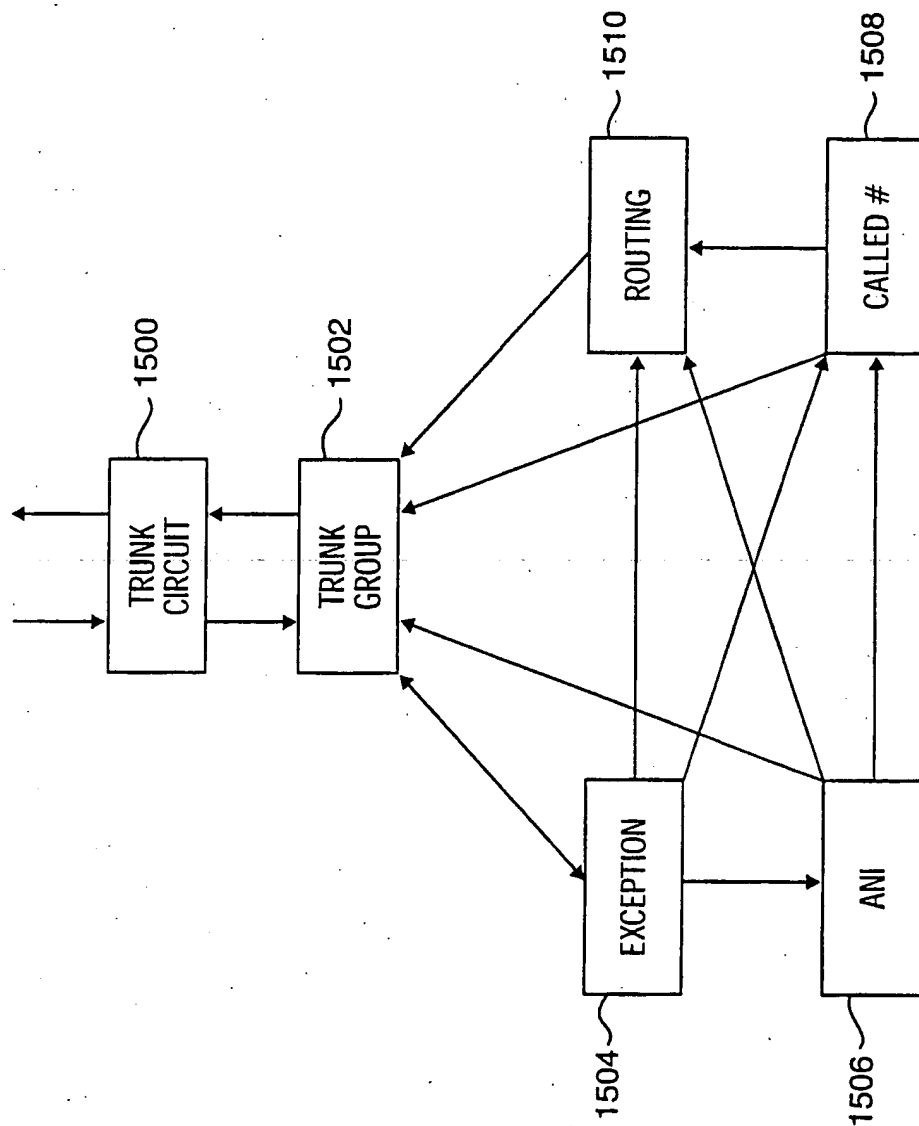 TRUNK
CIRCUIT
1500
TRUNK
GROUP
1502
EXCEPTION
1504
ROUTING
1510
ANI
1506
CALLED #
1508